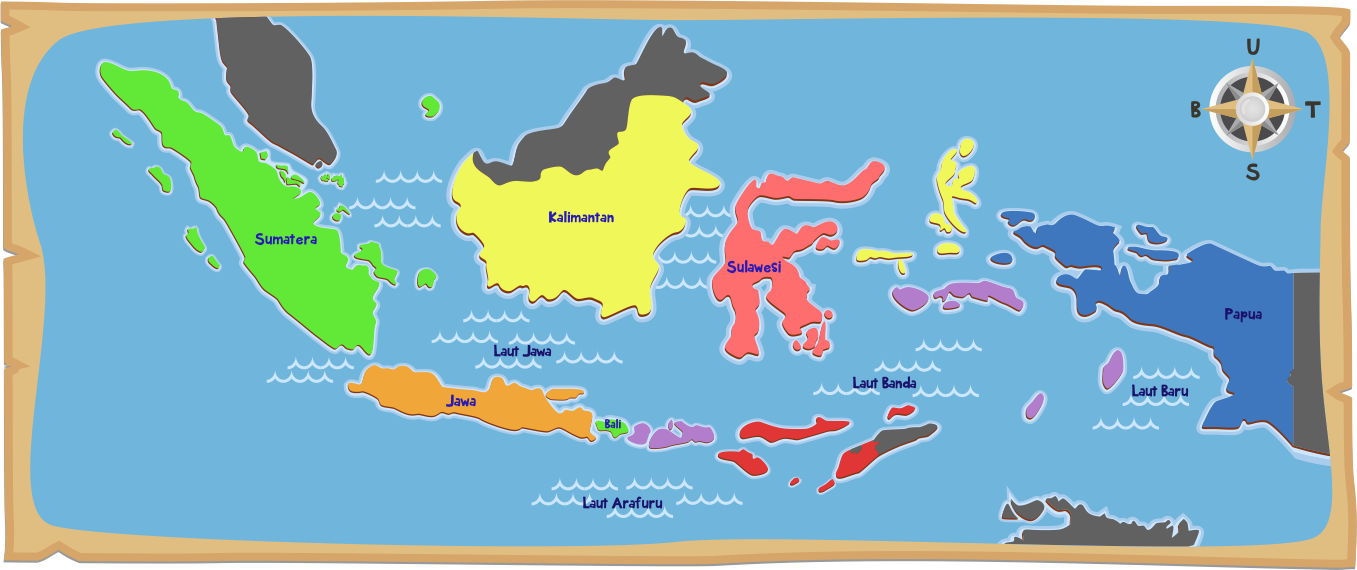 U
B
T
S
Kalimantan
Sumatera
Sulawesi
Papua
Laut Jawa
Laut Banda
Laut Baru
Jawa
Bali
Laut Arafuru